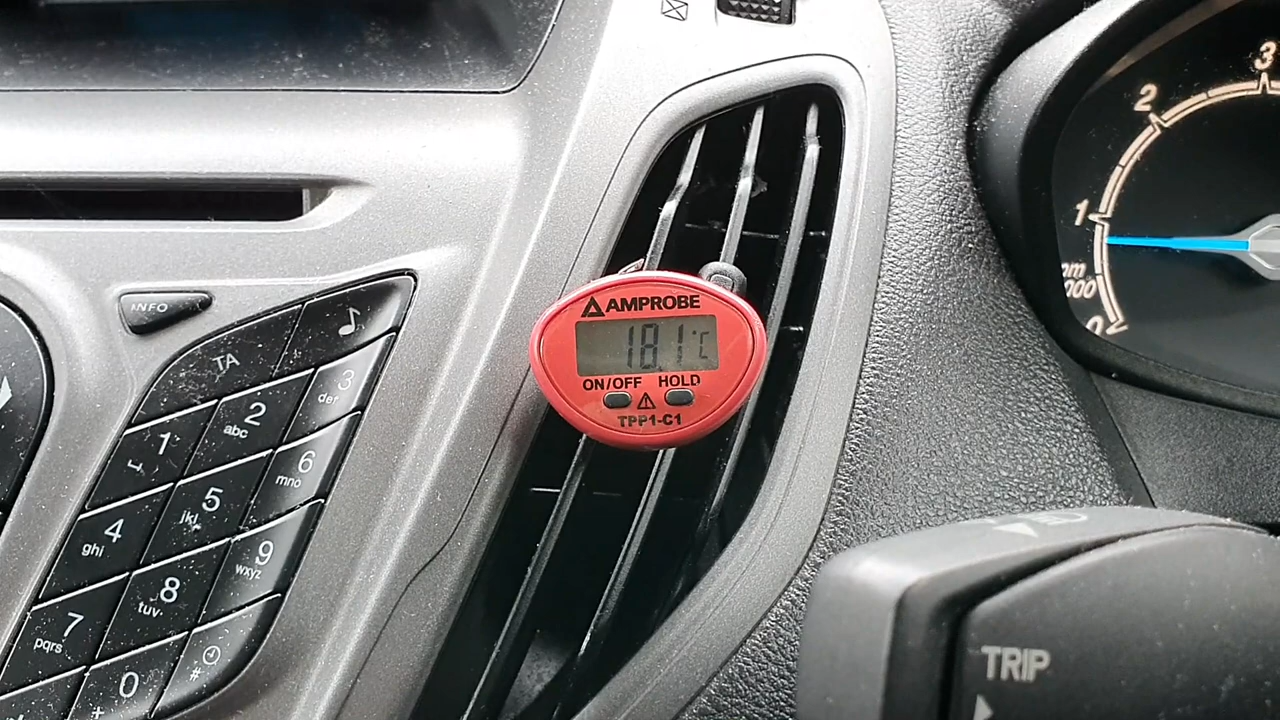 AMPROBE
18.1°C
ON/OFF HOLD
TPP1-C1
INFO
TA
1
2
abc
3
def
4
ghi
5
jkl
6
mno
7
pqrs
8
tuv
9
wxyz
0
+
#
3
2
1
0
TRIP